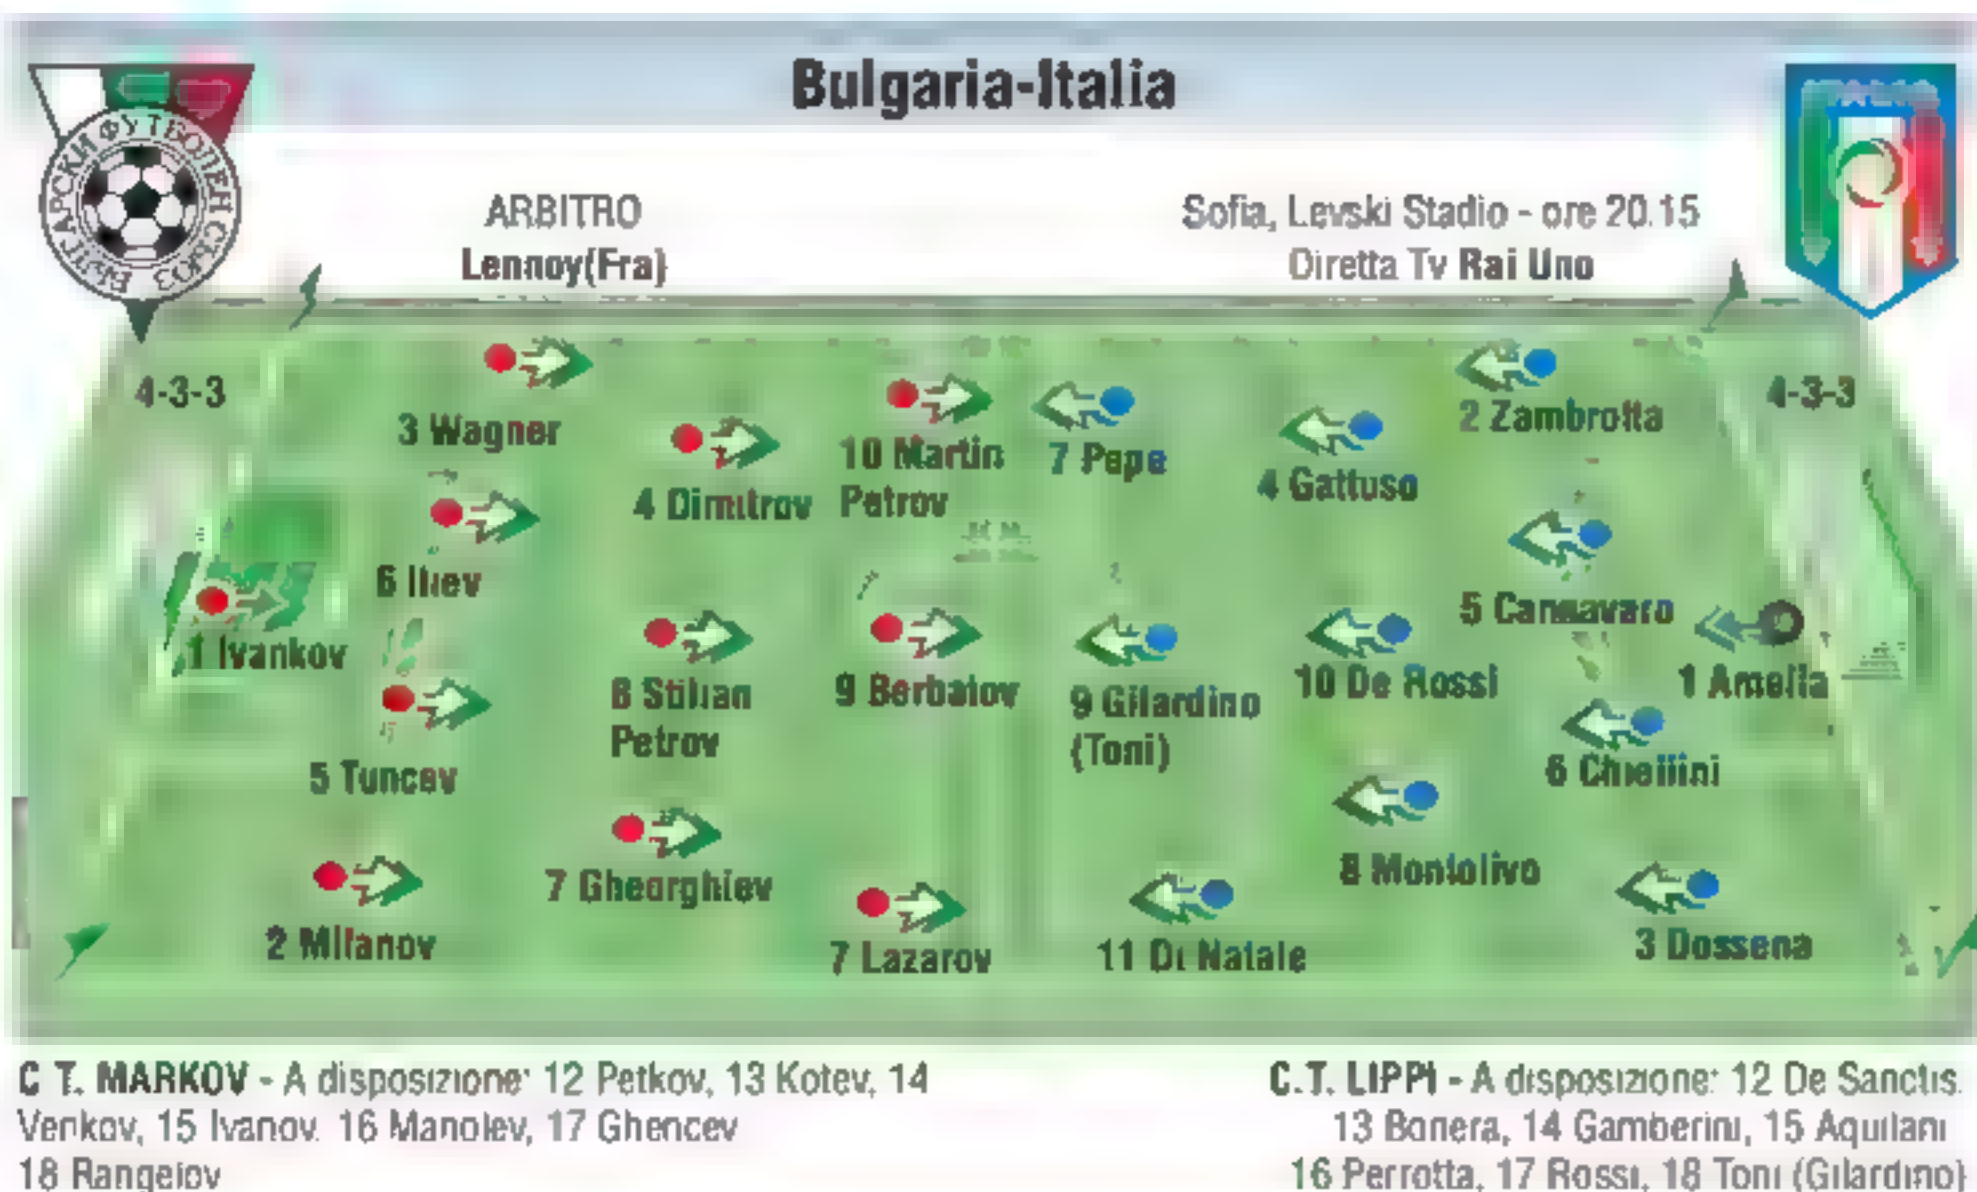 Bulgaria-Italia
БЪЛГАРСКИ ФУТБОЛЕН СЪЮЗ
ITALIA
ARBITRO
Lennoy(Fra)
Sofia, Levski Stadio - ore 20.15
Diretta Tv Rai Uno
4-3-3
4-3-3
3 Wagner
4 Dimitrov
10 Martin
Petrov
7 Pepe
4 Gattuso
2 Zambrotta
6 Iliev
1 Ivankov
5 Cannavaro
8 Stilian
Petrov
9 Berbatov
9 Gilardino
(Toni)
10 De Rossi
1 Amelia
5 Tuncev
6 Chiellini
7 Gheorghiev
8 Montolivo
2 Milanov
7 Lazarov
11 Di Natale
3 Dossena
C.T. MARKOV - A disposizione: 12 Petkov, 13 Kotev, 14
Venkov, 15 Ivanov. 16 Manolev, 17 Ghencev
18 Rangelov
C.T. LIPPI - A disposizione: 12 De Sanctis.
13 Bonera, 14 Gamberini, 15 Aquilani
16 Perrotta, 17 Rossi, 18 Toni (Gilardino)